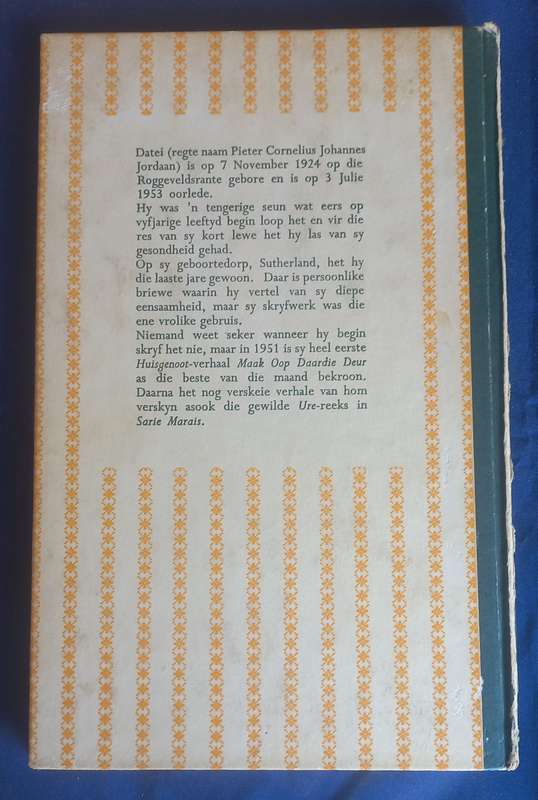 Datei (regte naam Pieter Cornelius Johannes
Jordaan) is op 7 November 1924 op die
Roggeveldsrante gebore en is op 3 Julie
1953 oorlede.
Hy was 'n tengerige seun wat eers op
vyfjarige leeftyd begin loop het en vir die
res van sy kort lewe het hy las van sy
gesondheid gehad.
Op sy geboortedorp, Sutherland, het hy
die laaste jare gewoon. Daar is persoonlike
briewe waarin hy vertel van sy diepe
eensaamheid, maar sy skryfwerk was die
ene vrolike gebruis.
Niemand weet seker wanneer hy begin
skryf het nie, maar in 1951 is sy heel eerste
Huisgenoot-verhaal Maak Oop Daardie Deur
as die beste van die maand bekroon.
Daarna het nog verskeie verhale van hom
verskyn asook die gewilde Ure-reeks in
Sarie Marais.